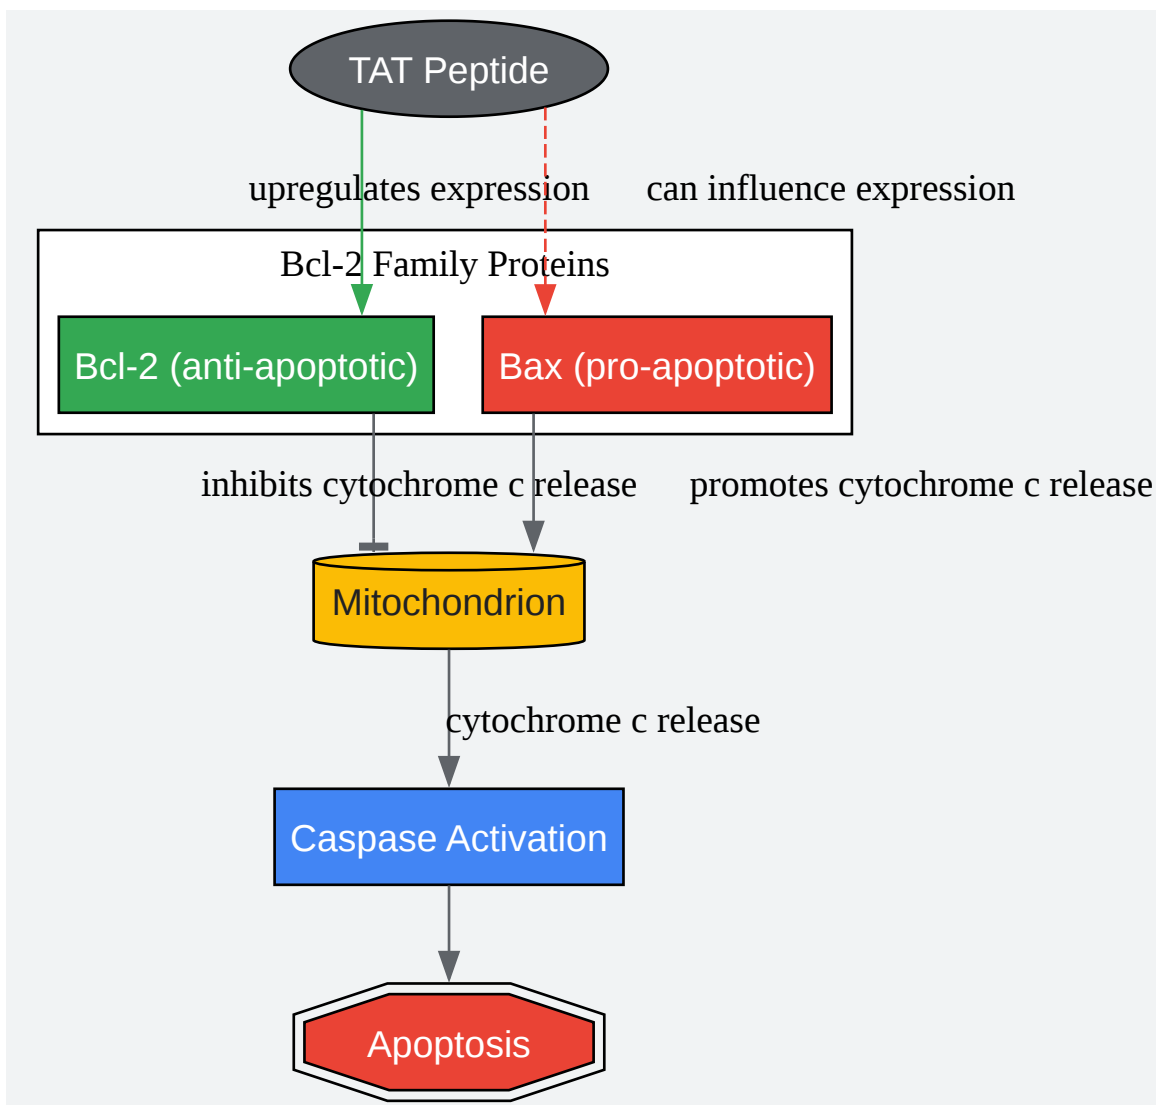 TAT Peptide
upregulates expression
can influence expression
Bcl-2 Family Proteins
Bcl-2 (anti-apoptotic)
Bax (pro-apoptotic)
inhibits cytochrome c release
promotes cytochrome c release
Mitochondrion
cytochrome c release
Caspase Activation
Apoptosis